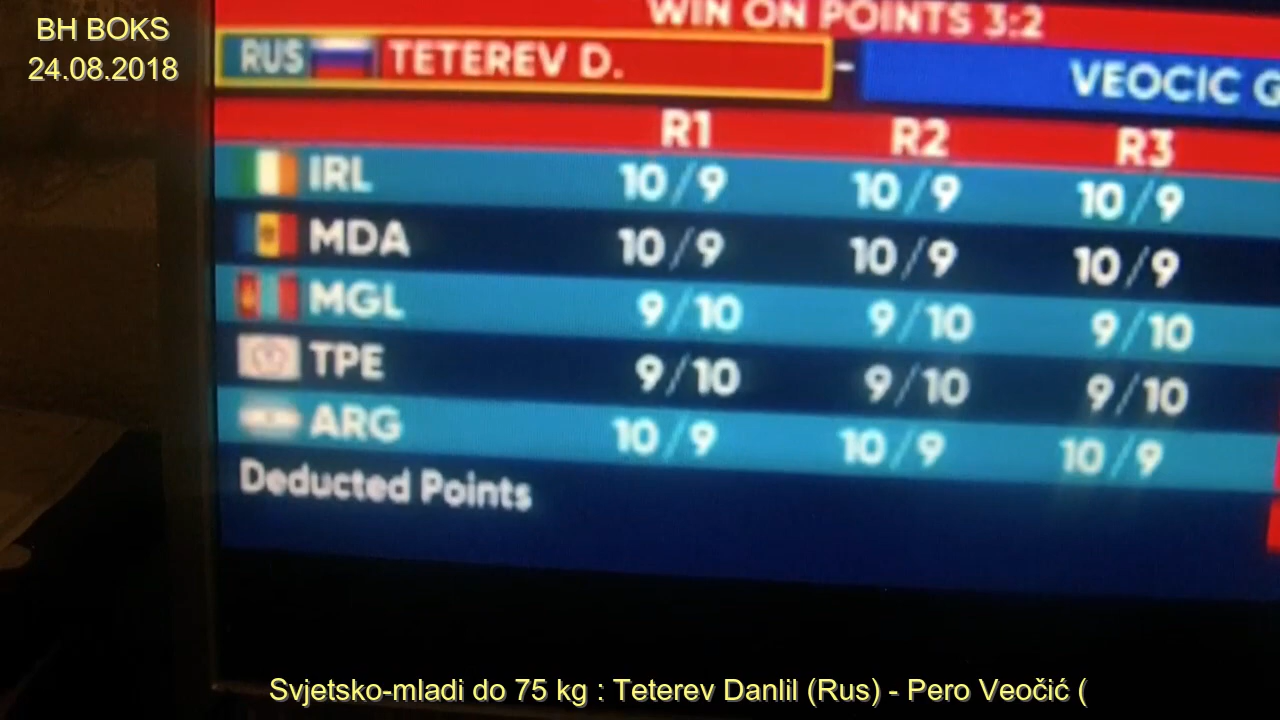 BH BOKS
24.08.2018
WIN ON POINTS 3:2
RUS TETEREV D. - VEOCIC G
R1 R2 R3
IRL 10/9 10/9 10/9
MDA 10/9 10/9 10/9
MGL 9/10 9/10 9/10
TPE 9/10 9/10 9/10
ARG 10/9 10/9 10/9
Deducted Points
Svjetsko-mladi do 75 kg : Teterev Danlil (Rus) - Pero Veočić (